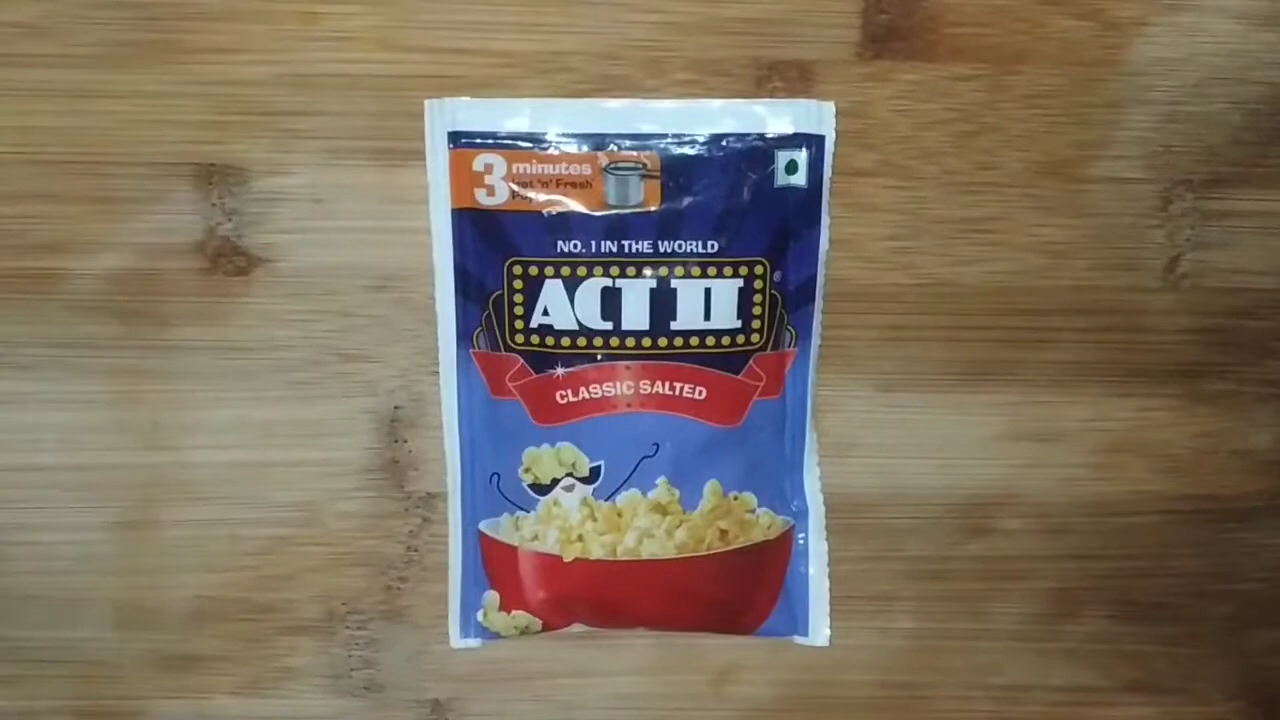 3 minutes
Hot 'n' Fresh
NO. 1 IN THE WORLD
ACT II
®
CLASSIC SALTED